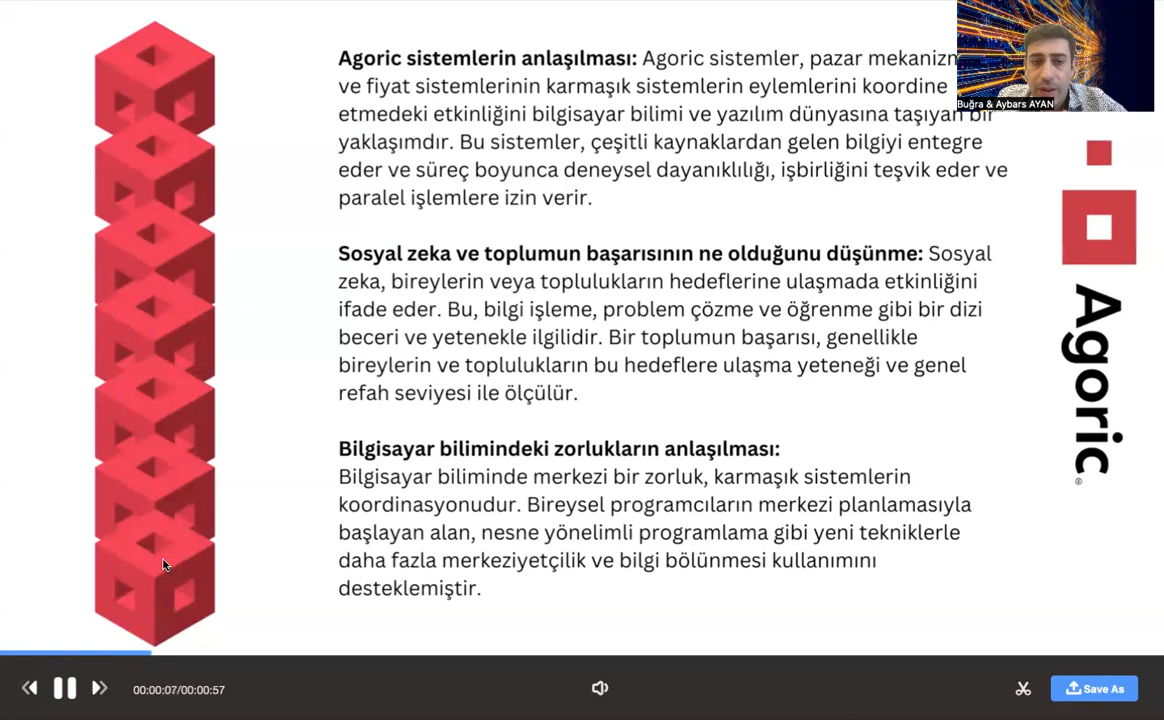 Agoric sistemlerin anlaşılması: Agoric sistemler, pazar
ve fiyat sistemlerinin karmaşık sistemlerin eylemlerini koordine
etmedeki etkinliğini bilgisayar bilimi ve yazılım dünyasına taşıyan bir
yaklaşımdır. Bu sistemler, çeşitli kaynaklardan gelen bilgiyi entegre
eder ve süreç boyunca deneysel dayanıklılığı, işbirliğini teşvik eder ve
paralel işlemlere izin verir.
Sosyal zeka ve toplumun başarısının ne olduğunu düşünme: Sosyal
zeka, bireylerin veya toplulukların hedeflerine ulaşmada etkinliğini
ifade eder. Bu, bilgi işleme, problem çözme ve öğrenme gibi bir dizi
beceri ve yetenekle ilgilidir. Bir toplumun başarısı, genellikle
bireylerin ve toplulukların bu hedeflere ulaşma yeteneği ve genel
refah seviyesi ile ölçülür.
Bilgisayar bilimindeki zorlukların anlaşılması:
Bilgisayar biliminde merkezi bir zorluk, karmaşık sistemlerin
koordinasyonudur. Bireysel programcıların merkezi planlamasıyla
başlayan alan, nesne yönelimli programlama gibi yeni tekniklerle
daha fazla merkeziyetçilik ve bilgi bölünmesi kullanımını
desteklemiştir.
Buğra & Aybars AYAN
Agoric
®
00:00:07/00:00:57
Save As